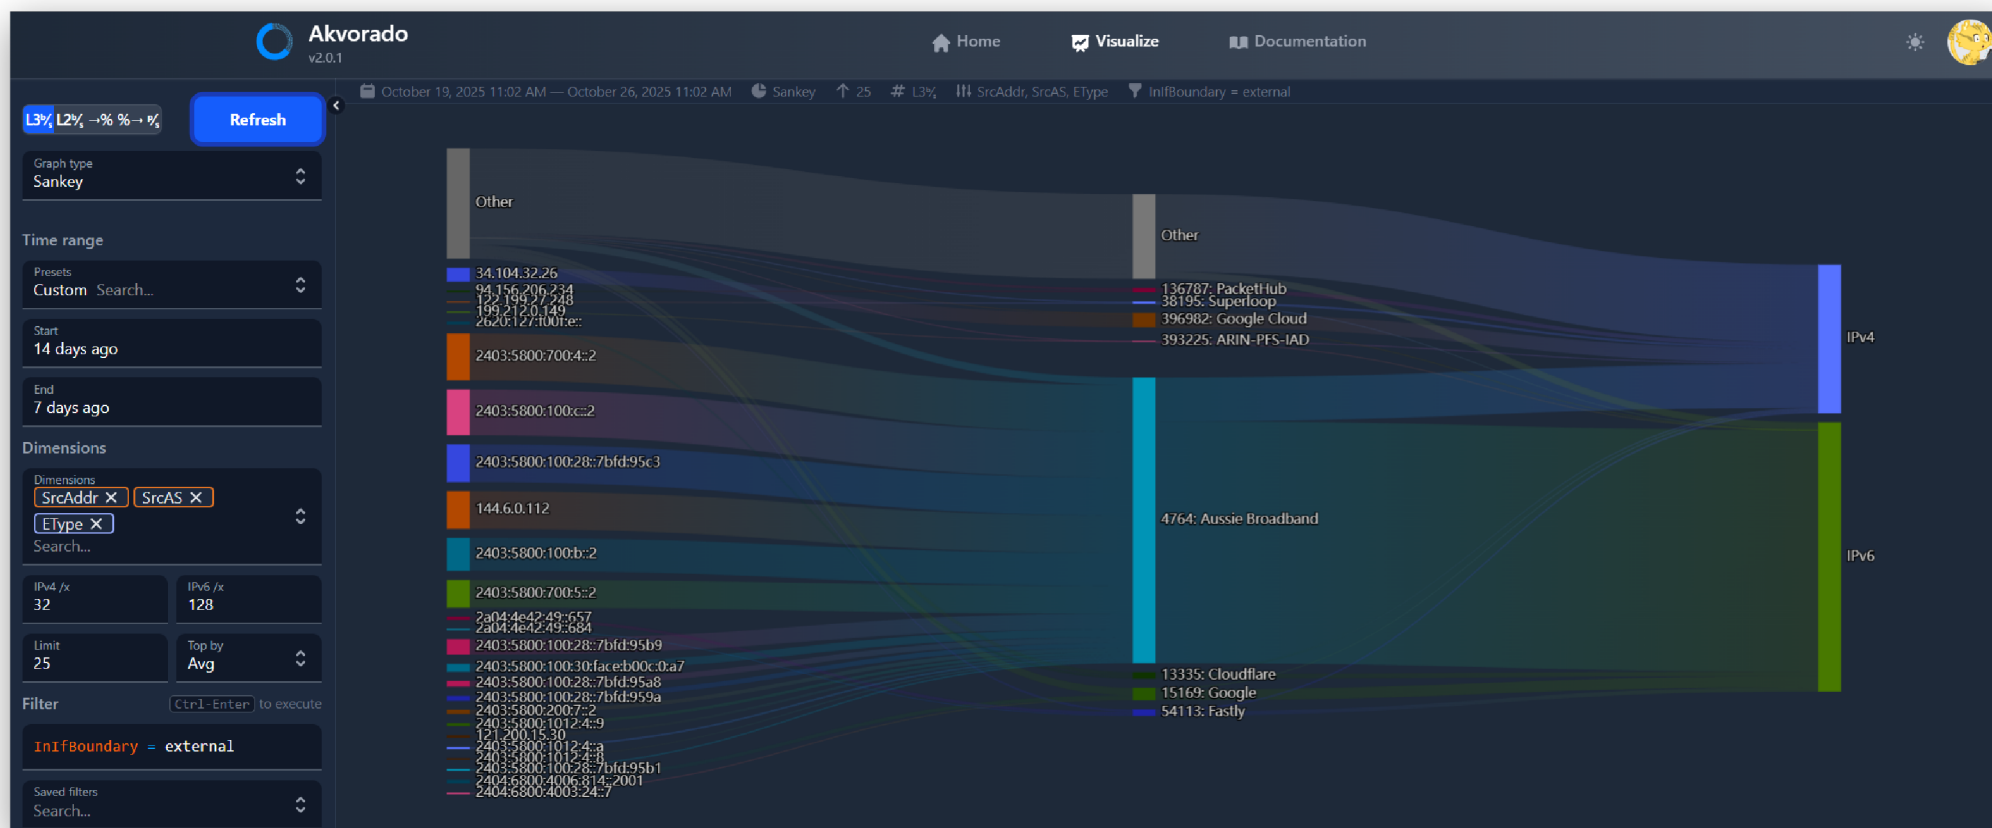 Akvorado
v2.0.1
Home
Visualize
Documentation
October 19, 2025 11:02 AM — October 26, 2025 11:02 AM
Sankey
25
L3ᵇ⁄ₛ
SrcAddr, SrcAS, EType
InIfBoundary = external
L3ᵇ⁄ₛ L2ᵇ⁄ₛ →% %→ ᵖ⁄ₛ
Refresh
Graph type
Sankey
Time range
Presets
Custom Search...
Start
14 days ago
End
7 days ago
Dimensions
Dimensions
SrcAddr
SrcAS
EType
Search...
IPv4 /x
32
IPv6 /x
128
Limit
25
Top by
Avg
Filter
Ctrl-Enter to execute
InIfBoundary = external
Saved filters
Search...
Other
34.104.32.26
94.156.206.234
122.199.27.248
199.212.0.149
2620:127:f00f:e::
2403:5800:700:4::2
2403:5800:100:c::2
2403:5800:100:28::7bfd:95c3
144.6.0.112
2403:5800:100:b::2
2403:5800:700:5::2
2a04:4e42:49::657
2a04:4e42:49::684
2403:5800:100:28::7bfd:95b9
2403:5800:100:30:face:b00c:0:a7
2403:5800:100:28::7bfd:95a8
2403:5800:100:28::7bfd:959a
2403:5800:200:7::2
2403:5800:1012:4::9
121.200.15.30
2403:5800:1012:4::a
2403:5800:1012:4::8
2403:5800:100:28::7bfd:95b1
2404:6800:4006:814::2001
2404:6800:4003:24::7
Other
136787: PacketHub
38195: Superloop
396982: Google Cloud
393225: ARIN-PFS-IAD
4764: Aussie Broadband
13335: Cloudflare
15169: Google
54113: Fastly
IPv4
IPv6